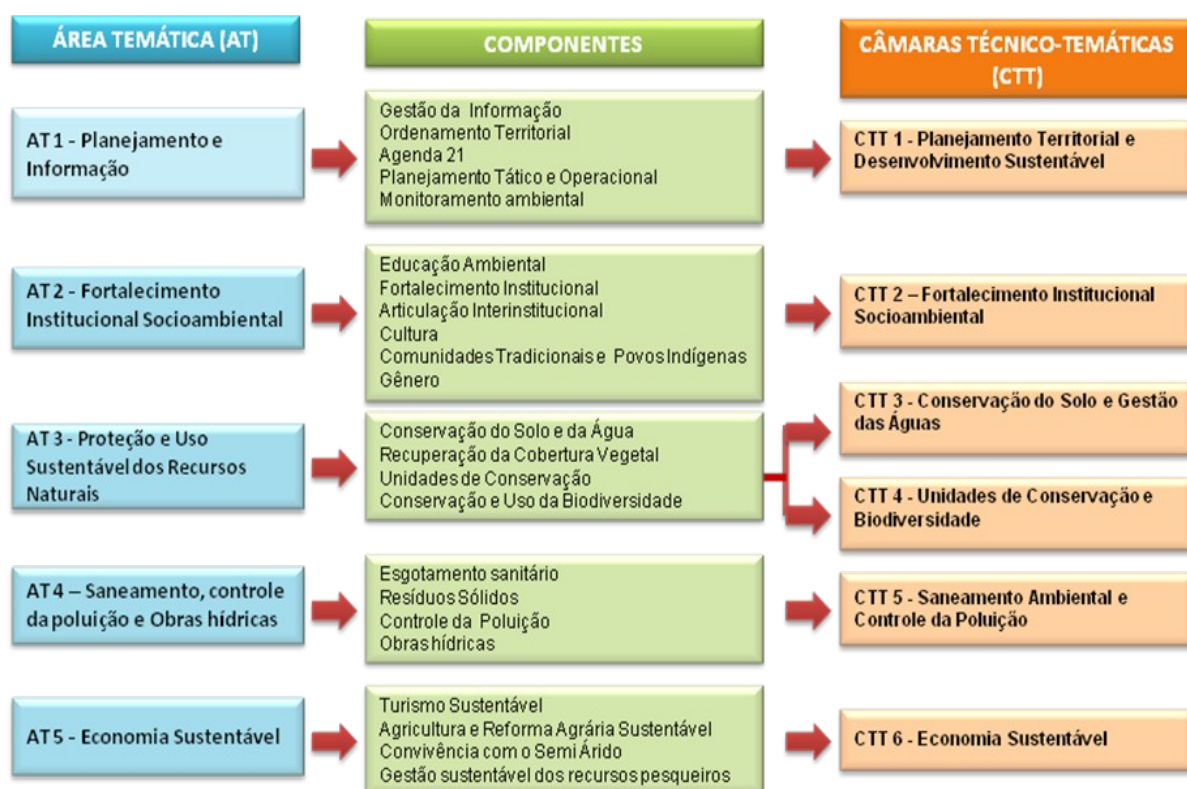 ÁREA TEMÁTICA (AT)
COMPONENTES
CÂMARAS TÉCNICO-TEMÁTICAS
(CTT)
AT 1 - Planejamento e
Informação
Gestão da Informação
Ordenamento Territorial
Agenda 21
Planejamento Tático e Operacional
Monitoramento ambiental
CTT 1 - Planejamento Territorial e
Desenvolvimento Sustentável
AT 2 - Fortalecimento
Institucional Socioambiental
Educação Ambiental
Fortalecimento Institucional
Articulação Interinstitucional
Cultura
Comunidades Tradicionais e Povos Indígenas
Gênero
CTT 2 – Fortalecimento Institucional
Socioambiental
AT 3 - Proteção e Uso
Sustentável dos Recursos
Naturais
Conservação do Solo e da Água
Recuperação da Cobertura Vegetal
Unidades de Conservação
Conservação e Uso da Biodiversidade
CTT 3 - Conservação do Solo e Gestão
das Águas
CTT 4 - Unidades de Conservação e
Biodiversidade
AT 4 – Saneamento, controle
da poluição e Obras hídricas
Esgotamento sanitário
Resíduos Sólidos
Controle da Poluição
Obras hídricas
CTT 5 - Saneamento Ambiental e
Controle da Poluição
AT 5 - Economia Sustentável
Turismo Sustentável
Agricultura e Reforma Agrária Sustentável
Convivência com o Semi Árido
Gestão sustentável dos recursos pesqueiros
CTT 6 - Economia Sustentável